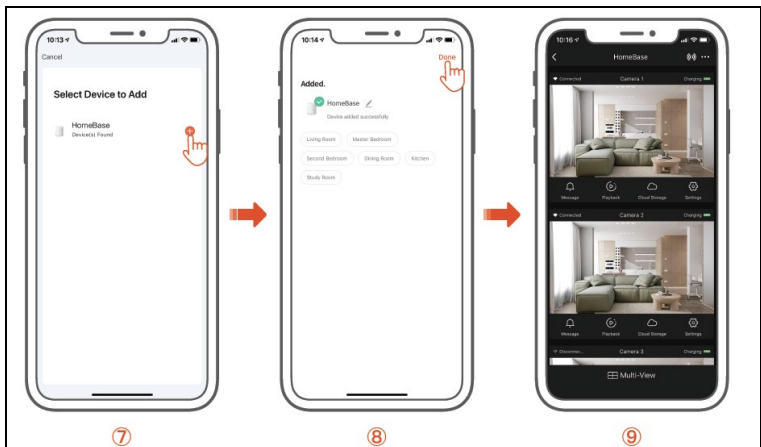 10:13
Cancel
Select Device to Add
HomeBase
Device(s) Found
⑦
10:14
Done
Added.
HomeBase
Device added successfully
Living Room
Master Bedroom
Second Bedroom
Dining Room
Kitchen
Study Room
⑧
10:16
HomeBase
Connected
Camera 1
Charging
Message
Playback
Cloud Storage
Settings
Connected
Camera 2
Charging
Message
Playback
Cloud Storage
Settings
Disconnec...
Camera 3
Charging
Multi-View
⑨